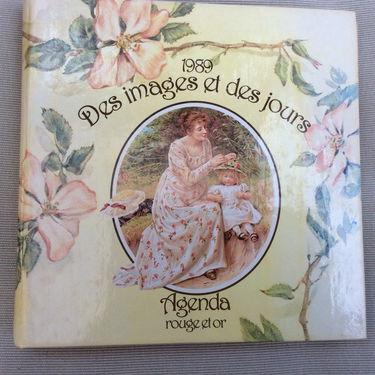 1989
Des images et des jours
Agenda
rouge et or